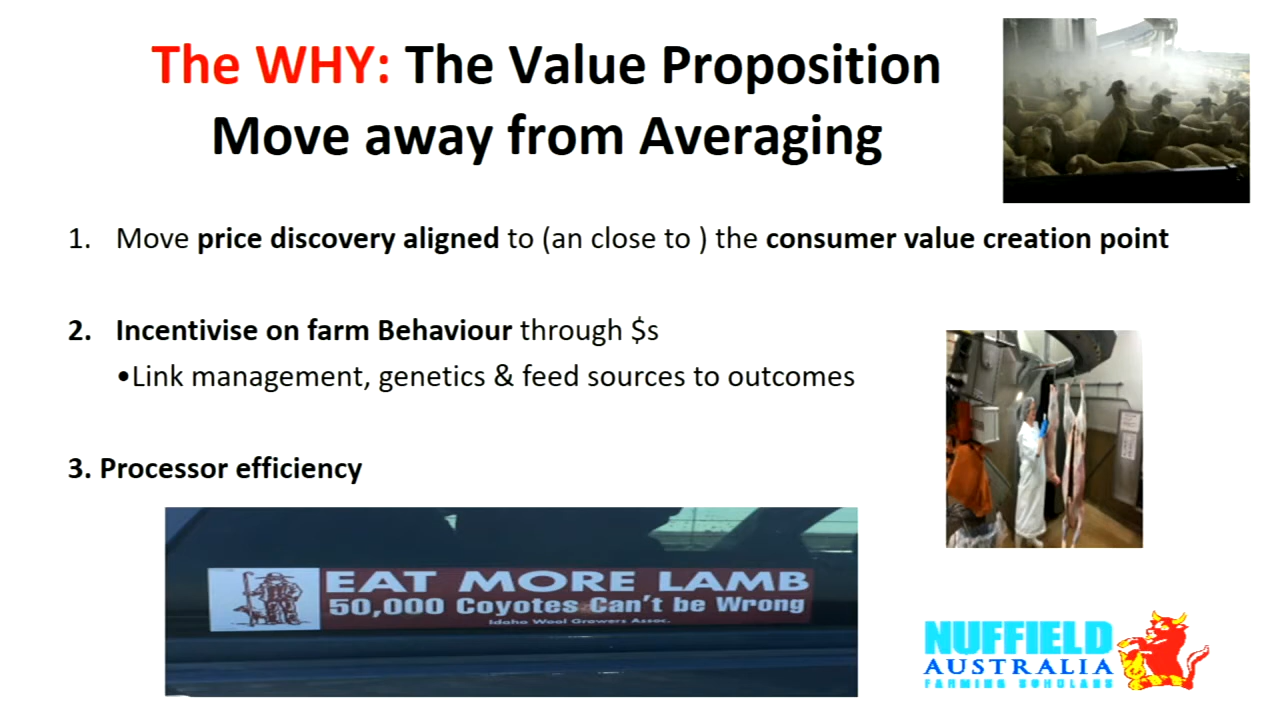 The WHY: The Value Proposition
Move away from Averaging
1. Move price discovery aligned to (an close to ) the consumer value creation point
2. Incentivise on farm Behaviour through $s
•Link management, genetics & feed sources to outcomes
3. Processor efficiency
EAT MORE LAMB
50,000 Coyotes Can't be Wrong
Idaho Wool Growers Assoc.
NUFFIELD
AUSTRALIA
FARMING SCHOLARS